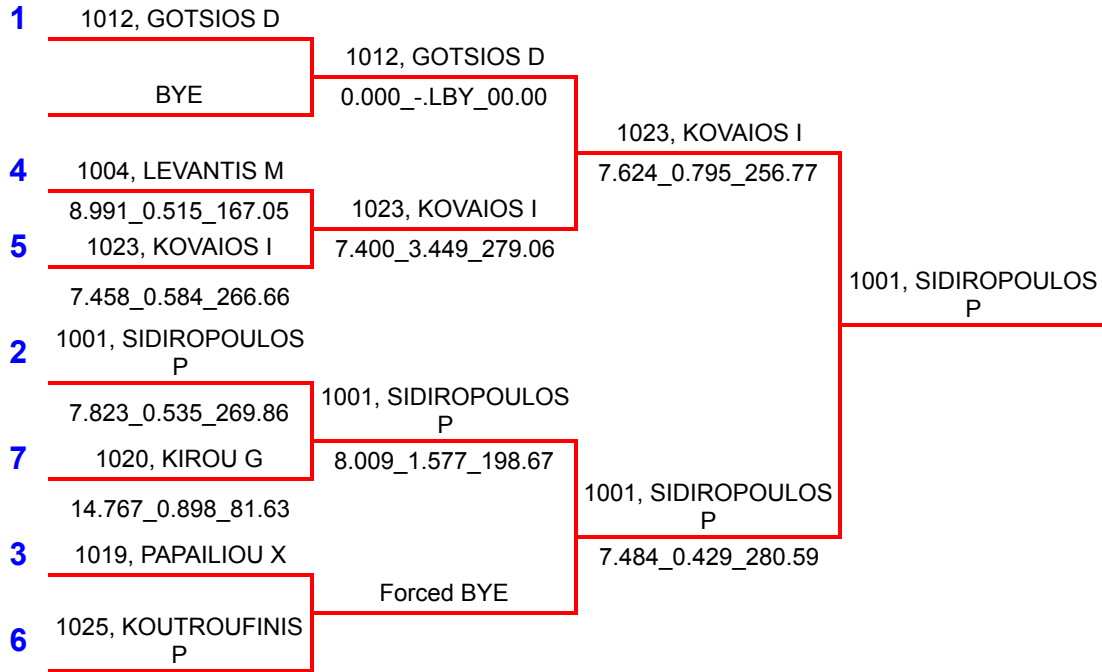 1
1012, GOTSIOS D
BYE
1012, GOTSIOS D
0.000_-.LBY_00.00
4
1004, LEVANTIS M
8.991_0.515_167.05
5
1023, KOVAIOS I
7.458_0.584_266.66
1023, KOVAIOS I
7.400_3.449_279.06
1023, KOVAIOS I
7.624_0.795_256.77
2
1001, SIDIROPOULOS
P
7.823_0.535_269.86
7
1020, KIROU G
14.767_0.898_81.63
1001, SIDIROPOULOS
P
8.009_1.577_198.67
3
1019, PAPAILIOU X
6
1025, KOUTROUFINIS
P
Forced BYE
1001, SIDIROPOULOS
P
7.484_0.429_280.59
1001, SIDIROPOULOS
P